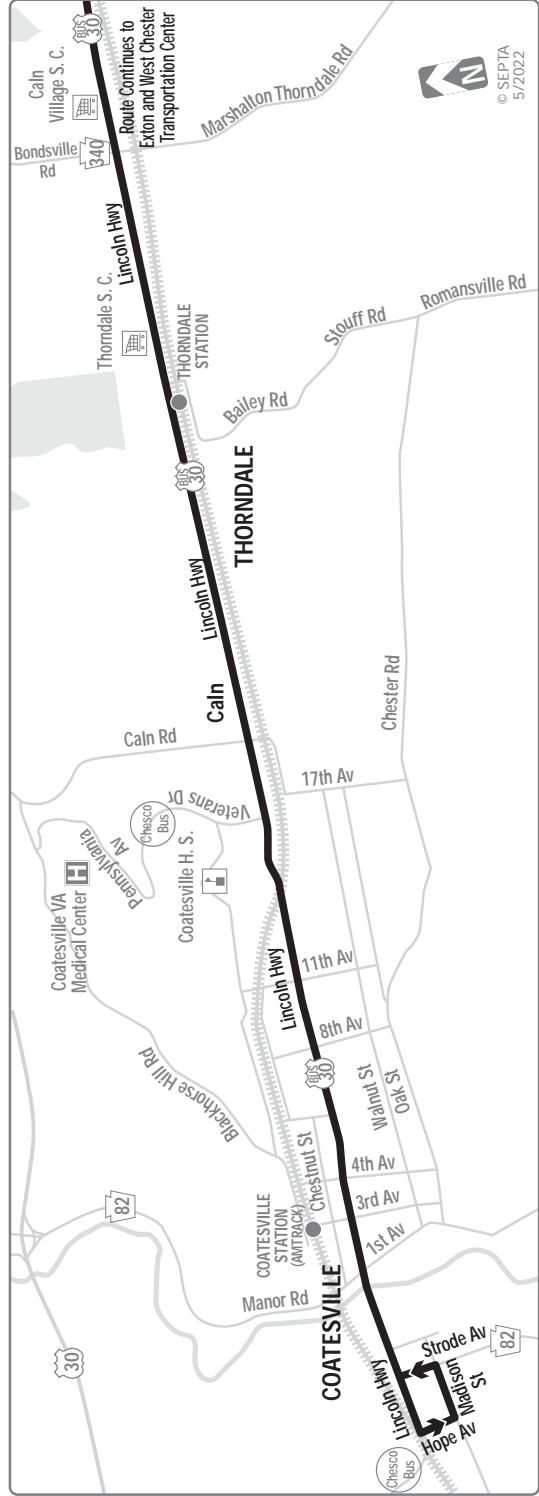 Chesco
Bus
30
COATESVILLE
Lincoln Hwy
Hope Av
Madison
St
Strode Av
82
Manor Rd
82
COATESVILLE
STATION
(AMTRACK)
Chestnut St
1st Av
3rd Av
4th Av
Blackhorse Hill Rd
BUS
30
Walnut St
Oak St
8th Av
11th Av
Lincoln Hwy
Coatesville VA
Medical Center
H
Pennsylvania
Av
Coatesville H. S.
Chesco
Bus
Veterans Dr
17th Av
Caln Rd
Caln
Chester Rd
Lincoln Hwy
THORNDALE
BUS
30
Bailey Rd
THORNDALE
STATION
Thorndale S. C.
Stouff Rd
Romansville Rd
Lincoln Hwy
Bondsville
Rd
340
Caln
Village S. C.
BUS
30
Route Continues to
Exton and West Chester
Transportation Center
Marshalton Thorndale Rd
N
© SEPTA
5/2022